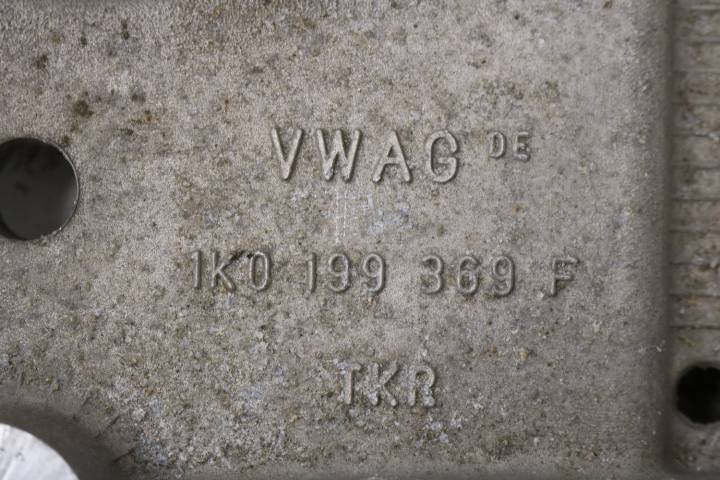 VWAG DE
1K0 199 369 F
TKR